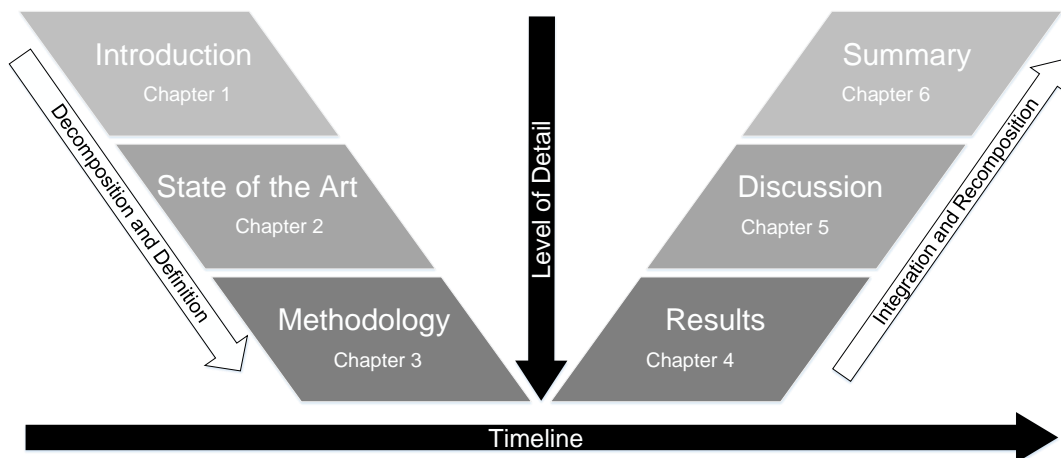 Introduction
Chapter 1
State of the Art
Chapter 2
Methodology
Chapter 3
Decomposition and Definition
Level of Detail
Summary
Chapter 6
Discussion
Chapter 5
Results
Chapter 4
Integration and Recomposition
Timeline